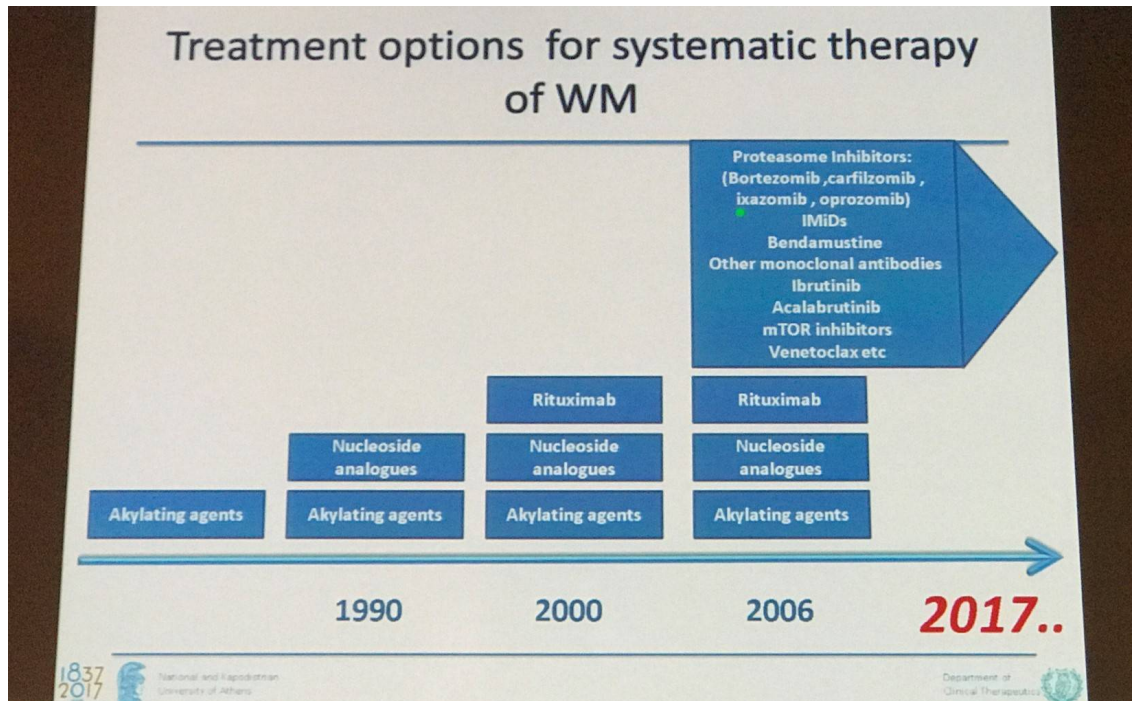 Treatment options for systematic therapy
of WM
Proteasome Inhibitors:
(Bortezomib ,carfilzomib ,
ixazomib , oprozomib)
IMiDs
Bendamustine
Other monoclonal antibodies
Ibrutinib
Acalabrutinib
mTOR inhibitors
Venetoclax etc
Rituximab
Rituximab
Nucleoside
analogues
Nucleoside
analogues
Nucleoside
analogues
Akylating agents
Akylating agents
Akylating agents
Akylating agents
1990
2000
2006
2017..
1837
2017
National and Kapodistrian
University of Athens
Department of
Clinical Therapeutics